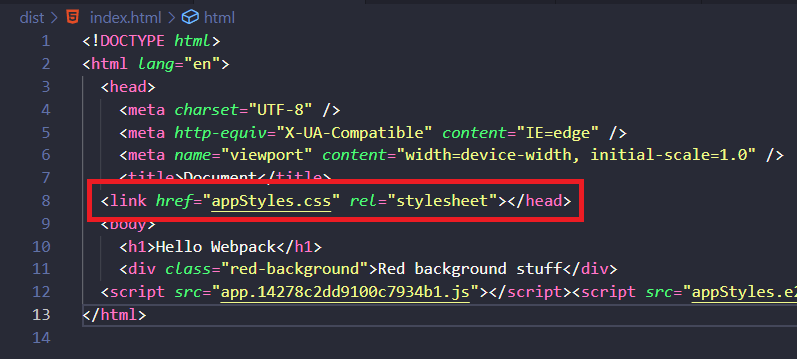 dist > index.html > html
1 <!DOCTYPE html>
2 <html lang="en">
3 <head>
4 <meta charset="UTF-8" />
5 <meta http-equiv="X-UA-Compatible" content="IE=edge" />
6 <meta name="viewport" content="width=device-width, initial-scale=1.0" />
7 <title>Document</title>
8 <link href="appStyles.css" rel="stylesheet"></head>
9 <body>
10 <h1>Hello Webpack</h1>
11 <div class="red-background">Red background stuff</div>
12 <script src="app.14278c2dd9100c7934b1.js"></script><script src="appStyles.e2
13 </html>
14